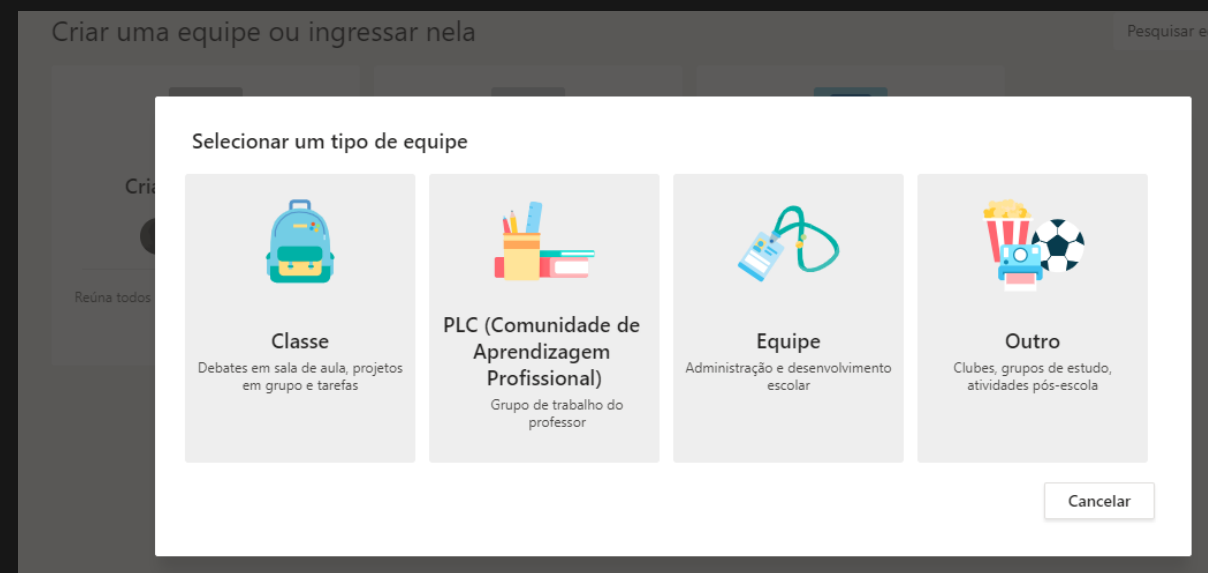 Criar uma equipe ou ingressar nela
Pesquisar
Selecionar um tipo de equipe
Reúna todos
Classe
Debates em sala de aula, projetos
em grupo e tarefas
PLC (Comunidade de
Aprendizagem
Profissional)
Grupo de trabalho do
professor
Equipe
Administração e desenvolvimento
escolar
Outro
Clubes, grupos de estudo,
atividades pós-escola
Cancelar